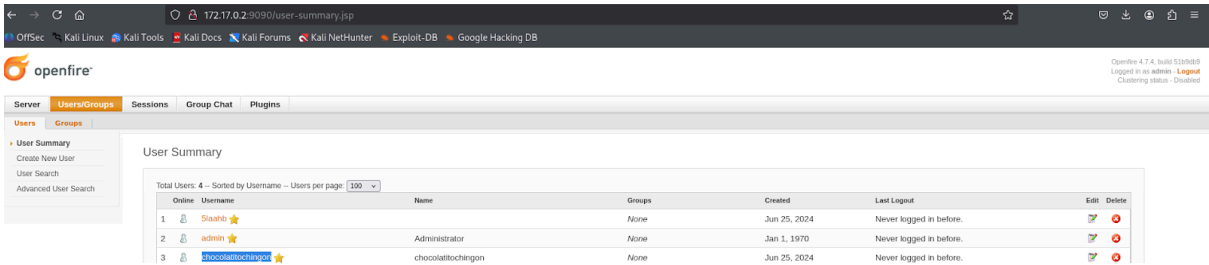 172.17.0.2:9090/user-summary.jsp
OffSec Kali Linux Kali Tools Kali Docs Kali Forums Kali NetHunter Exploit-DB Google Hacking DB
openfire
Openfire 4.7.4, build 51b9db9
Logged in as admin - Logout
Clustering status - Disabled
Server Users/Groups Sessions Group Chat Plugins
Users Groups
User Summary
Create New User
User Search
Advanced User Search
User Summary
Total Users: 4 -- Sorted by Username -- Users per page: 100
Online Username Name Groups Created Last Logout Edit Delete
1 5laahb None Jun 25, 2024 Never logged in before.
2 admin Administrator None Jan 1, 1970 Never logged in before.
3 chocolatitochingon chocolatitochingon None Jun 25, 2024 Never logged in before.